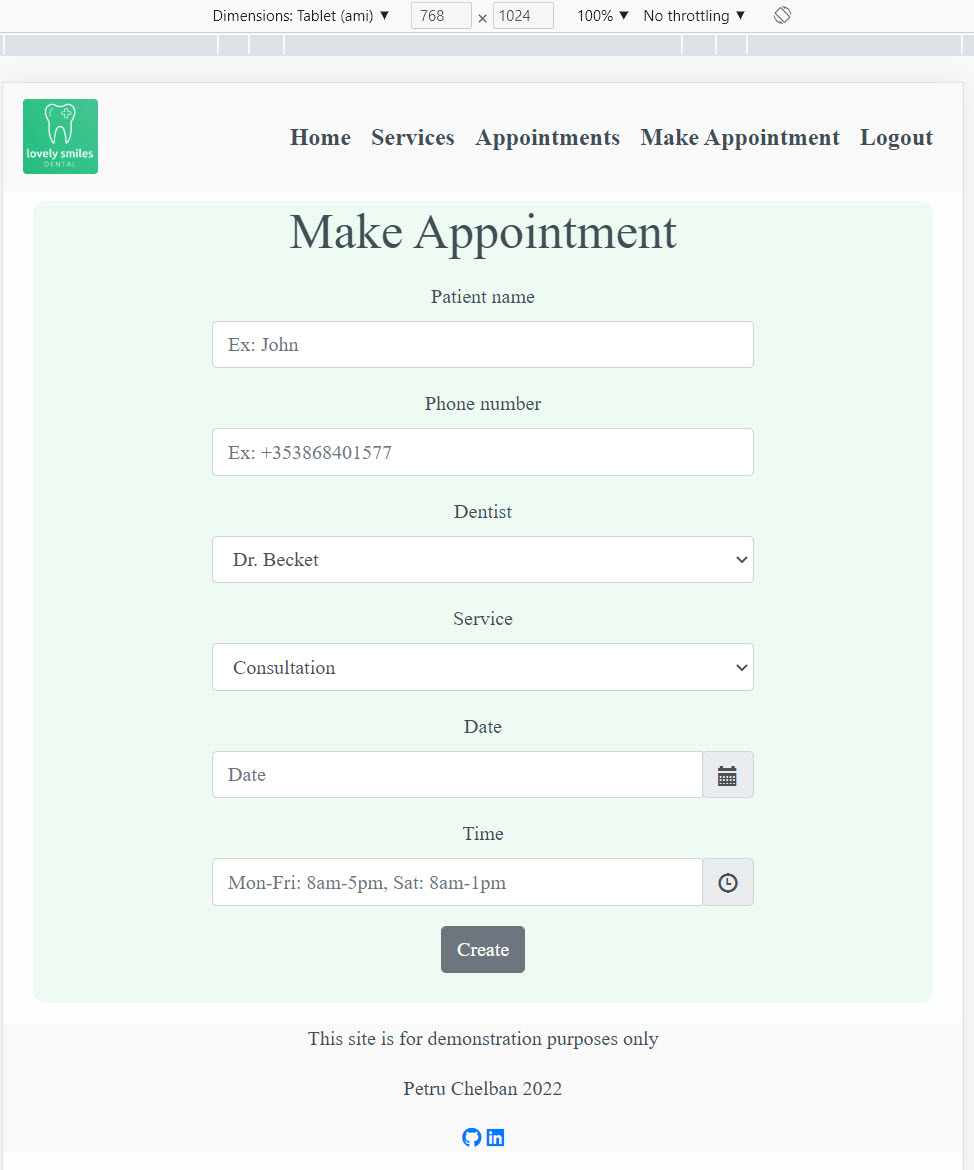 Dimensions: Tablet (ami) ▼ 768 × 1024 100% ▼ No throttling ▼
lovely smiles
DENTAL
Home Services Appointments Make Appointment Logout
Make Appointment
Patient name
Ex: John
Phone number
Ex: +353868401577
Dentist
Dr. Becket
Service
Consultation
Date
Date
Time
Mon-Fri: 8am-5pm, Sat: 8am-1pm
Create
This site is for demonstration purposes only
Petru Chelban 2022
in